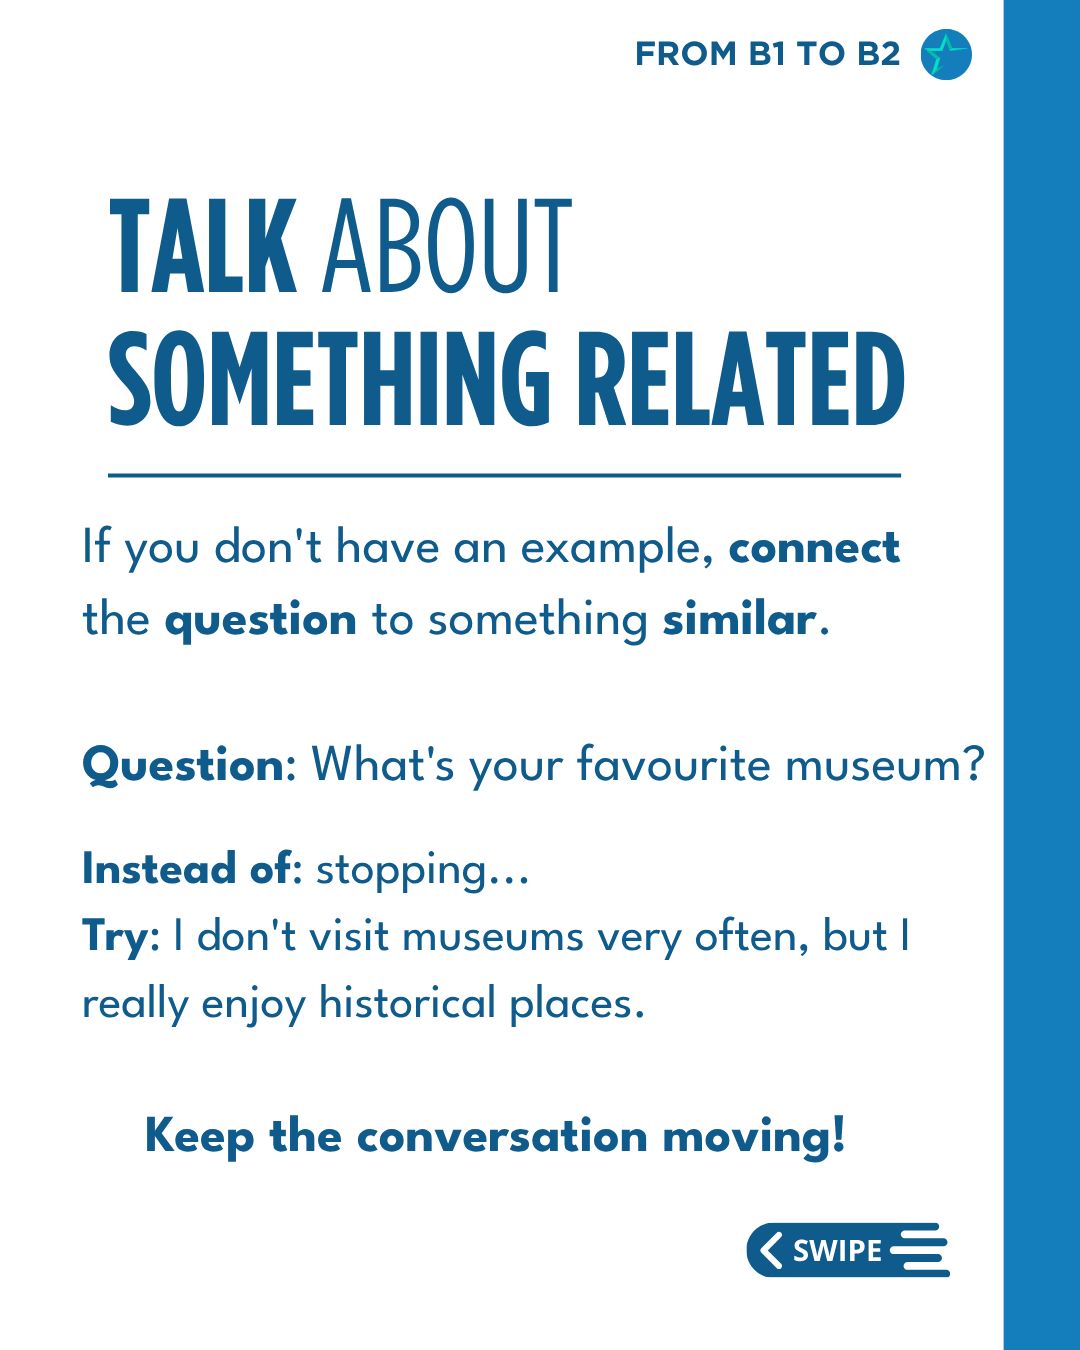 FROM B1 TO B2
TALK ABOUT
SOMETHING RELATED
If you don't have an example, connect
the question to something similar.
Question: What's your favourite museum?
Instead of: stopping...
Try: I don't visit museums very often, but I
really enjoy historical places.
Keep the conversation moving!
SWIPE